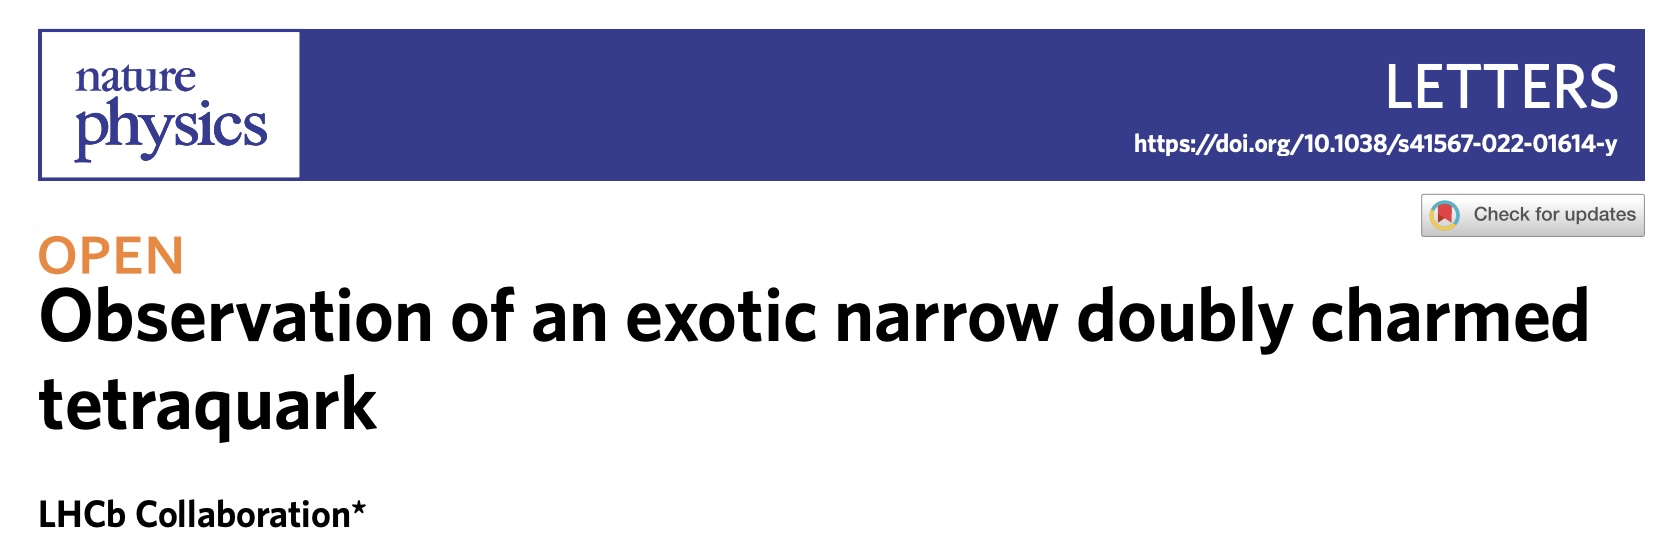 nature
physics
LETTERS
https://doi.org/10.1038/s41567-022-01614-y
Check for updates
OPEN
Observation of an exotic narrow doubly charmed
tetraquark
LHCb Collaboration*